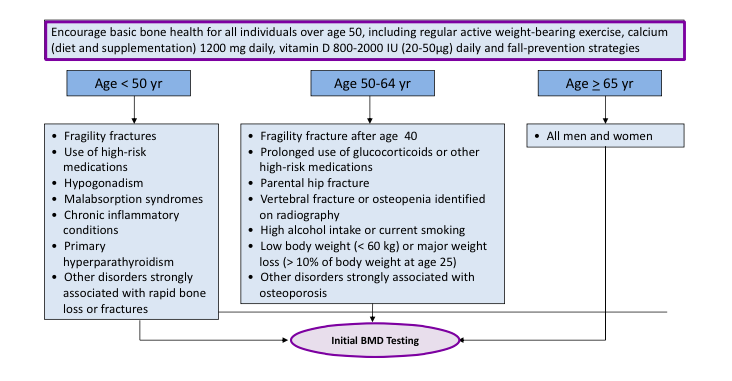 Encourage basic bone health for all individuals over age 50, including regular active weight-bearing exercise, calcium
(diet and supplementation) 1200 mg daily, vitamin D 800-2000 IU (20-50µg) daily and fall-prevention strategies
Age < 50 yr
• Fragility fractures
• Use of high-risk
medications
• Hypogonadism
• Malabsorption syndromes
• Chronic inflammatory
conditions
• Primary
hyperparathyroidism
• Other disorders strongly
associated with rapid bone
loss or fractures
Age 50-64 yr
• Fragility fracture after age 40
• Prolonged use of glucocorticoids or other
high-risk medications
• Parental hip fracture
• Vertebral fracture or osteopenia identified
on radiography
• High alcohol intake or current smoking
• Low body weight (< 60 kg) or major weight
loss (> 10% of body weight at age 25)
• Other disorders strongly associated with
osteoporosis
Age ≥ 65 yr
• All men and women
Initial BMD Testing